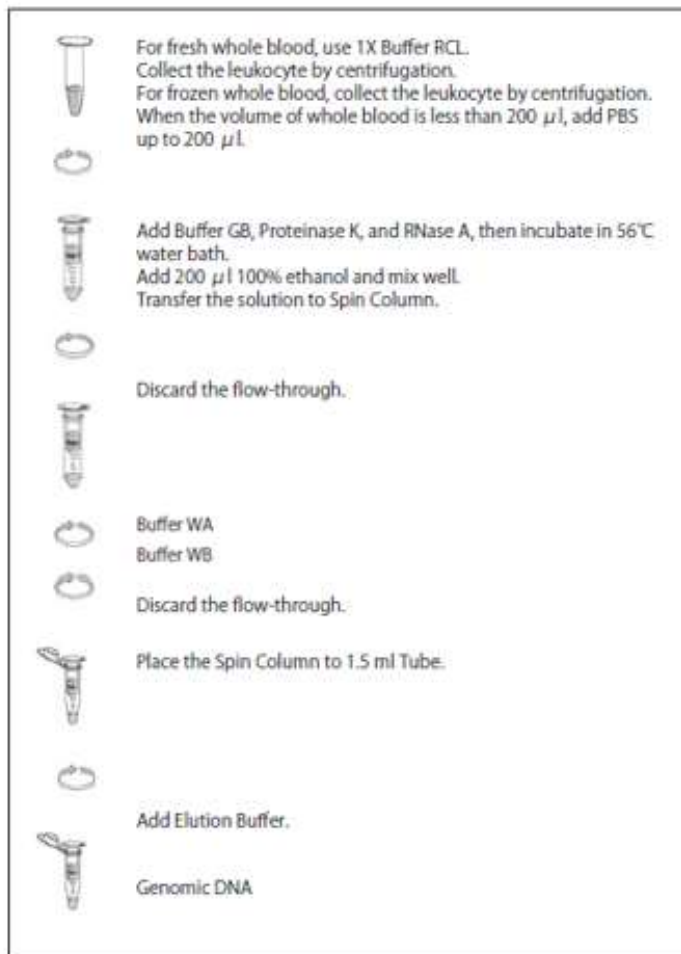 For fresh whole blood, use 1X Buffer RCL.
Collect the leukocyte by centrifugation.
For frozen whole blood, collect the leukocyte by centrifugation.
When the volume of whole blood is less than 200 μl, add PBS
up to 200 μl.
Add Buffer GB, Proteinase K, and RNase A, then incubate in 56℃
water bath.
Add 200 μl 100% ethanol and mix well.
Transfer the solution to Spin Column.
Discard the flow-through.
Buffer WA
Buffer WB
Discard the flow-through.
Place the Spin Column to 1.5 ml Tube.
Add Elution Buffer.
Genomic DNA